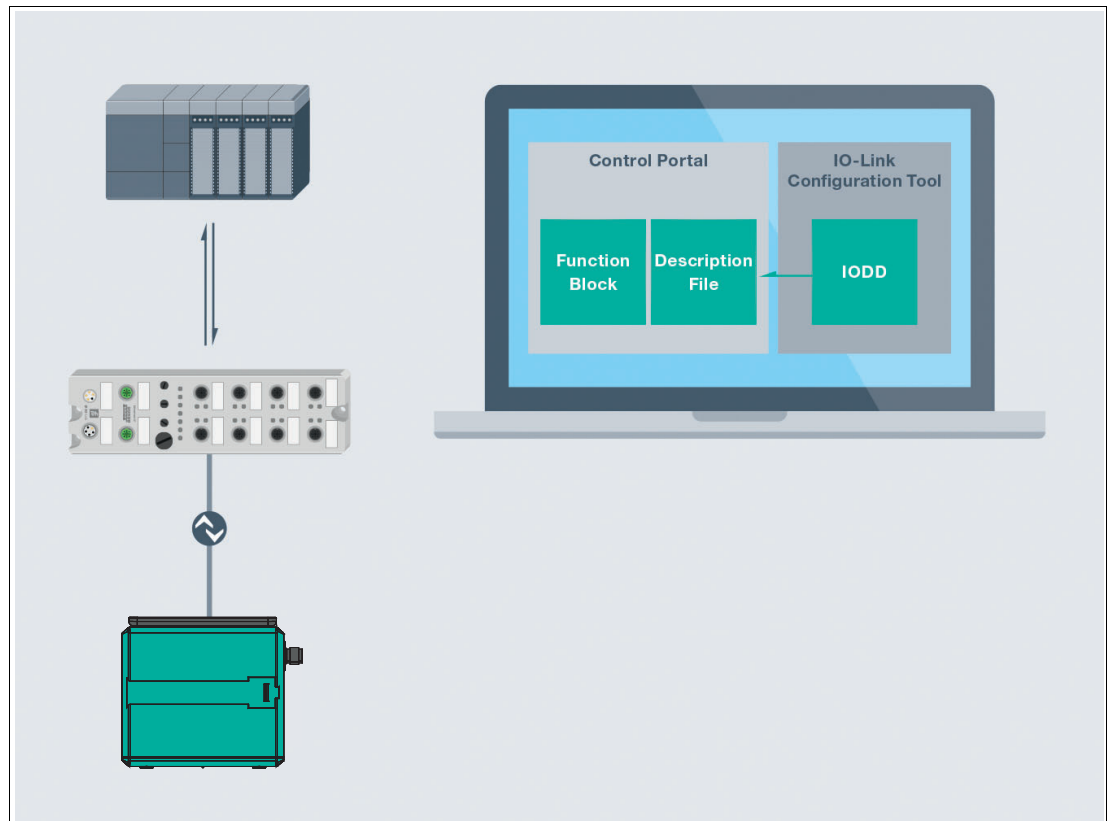 Control Portal
IO-Link
Configuration Tool
Function
Block
Description
File
IODD